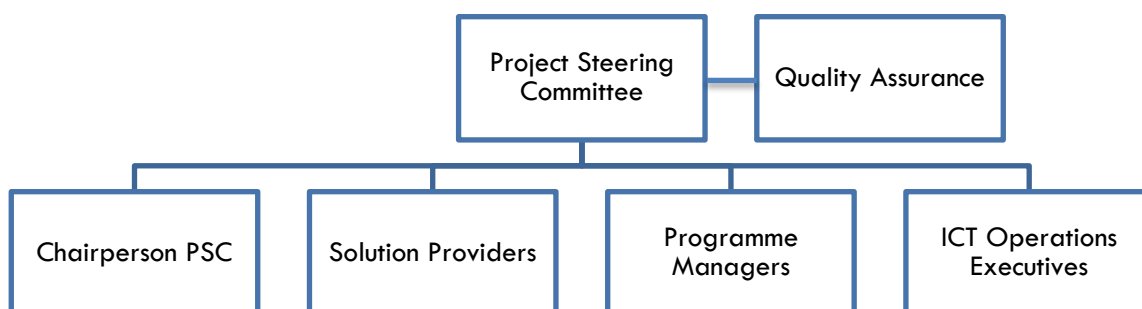 Project Steering
Committee
Quality Assurance
Chairperson PSC
Solution Providers
Programme
Managers
ICT Operations
Executives